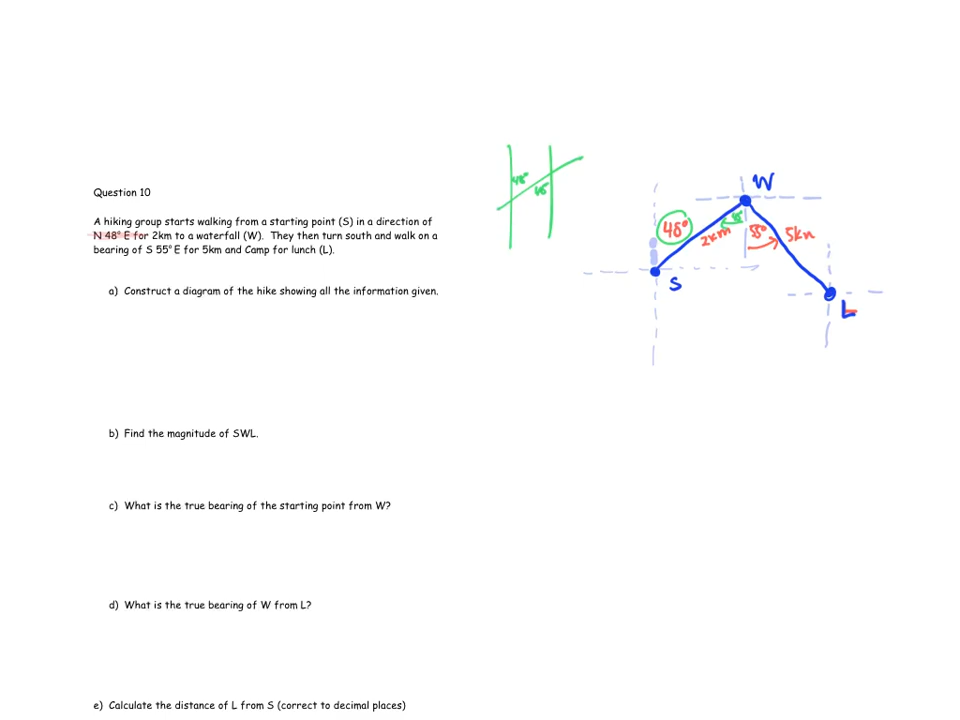 Question 10
A hiking group starts walking from a starting point (S) in a direction of
N 48° E for 2km to a waterfall (W). They then turn south and walk on a
bearing of S 55° E for 5km and Camp for lunch (L).
a) Construct a diagram of the hike showing all the information given.
b) Find the magnitude of SWL.
c) What is the true bearing of the starting point from W?
d) What is the true bearing of W from L?
e) Calculate the distance of L from S (correct to decimal places)
48°
48°
W
48°
2km
55°
5km
S
L